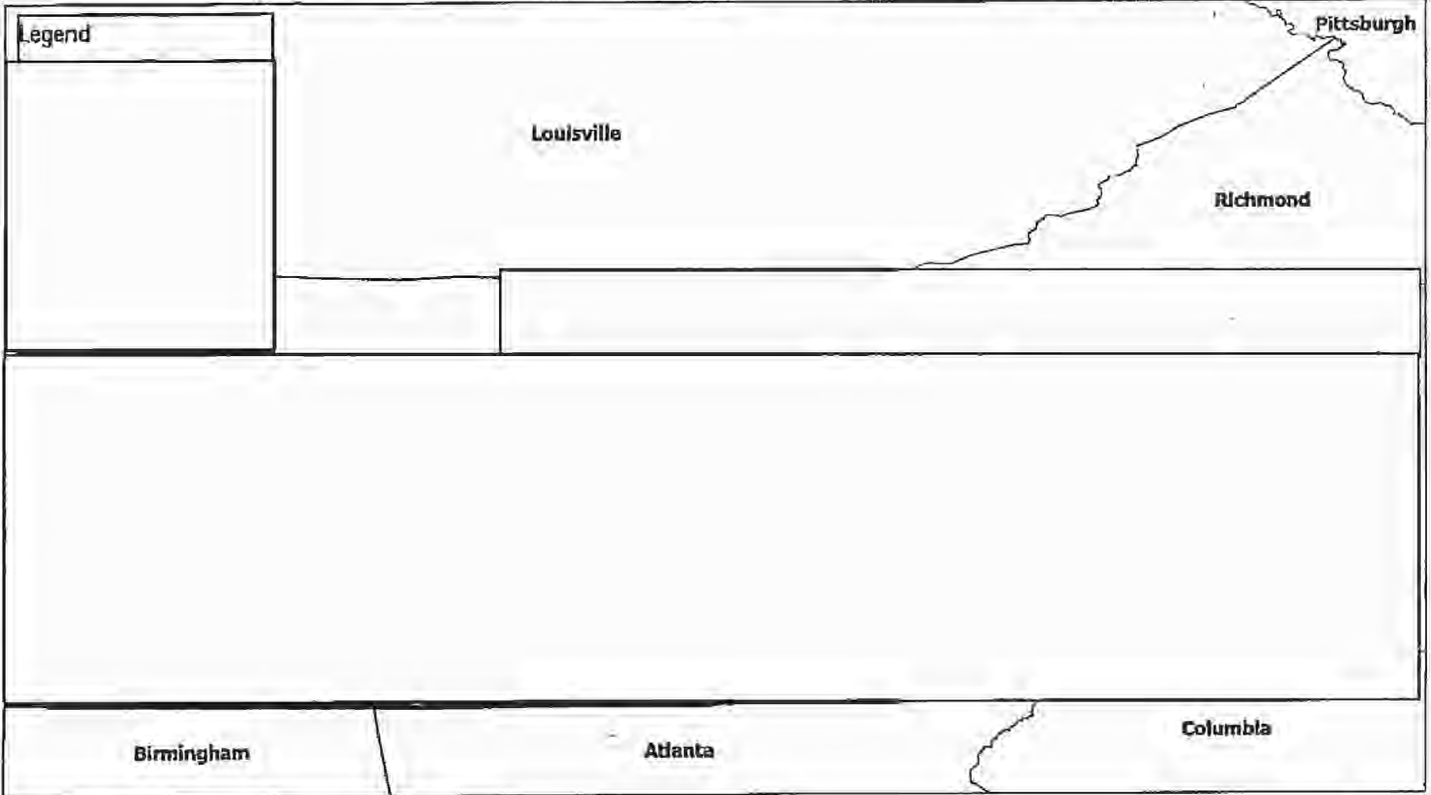 Legend
Pittsburgh
Louisville
Richmond
Columbia
Birmingham
Atlanta